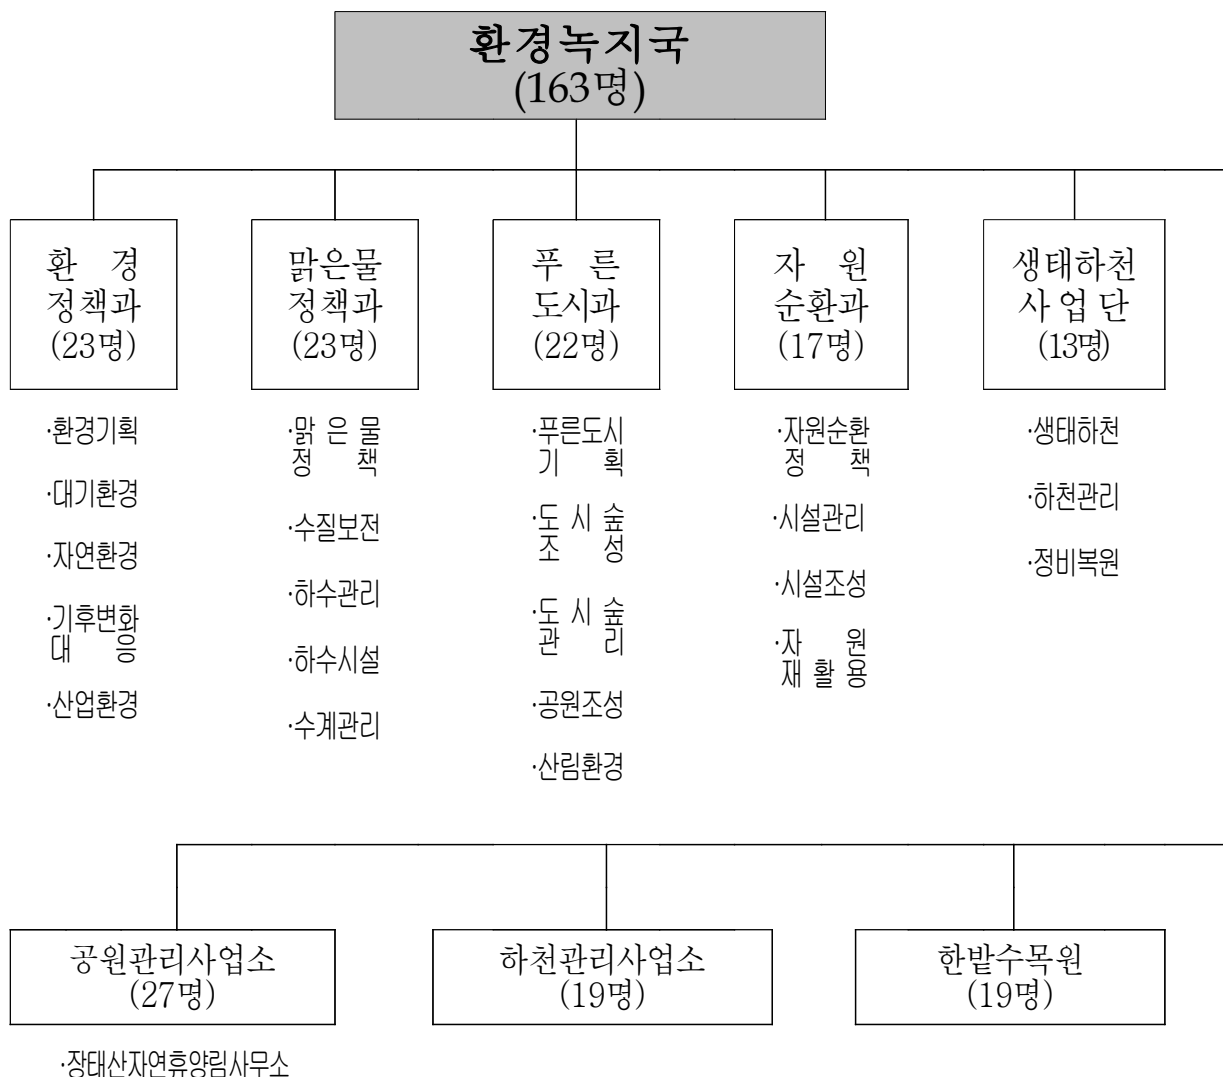 환경녹지국
(163명)
환 경
정책과
(23명)
맑은물
정책과
(23명)
푸 른
도시과
(22명)
자 원
순환과
(17명)
생태하천
사 업 단
(13명)
·환경기획
·대기환경
·자연환경
·기후변화
대 응
·산업환경
·맑 은 물
정 책
·수질보전
·하수관리
·하수시설
·수계관리
·푸른도시
기 획
·도 시 숲
조 성
·도 시 숲
관 리
·공원조성
·산림환경
·자원순환
정 책
·시설관리
·시설조성
·자 원
재 활 용
·생태하천
·하천관리
·정비복원
공원관리사업소
(27명)
하천관리사업소
(19명)
한밭수목원
(19명)
·장태산자연휴양림사무소